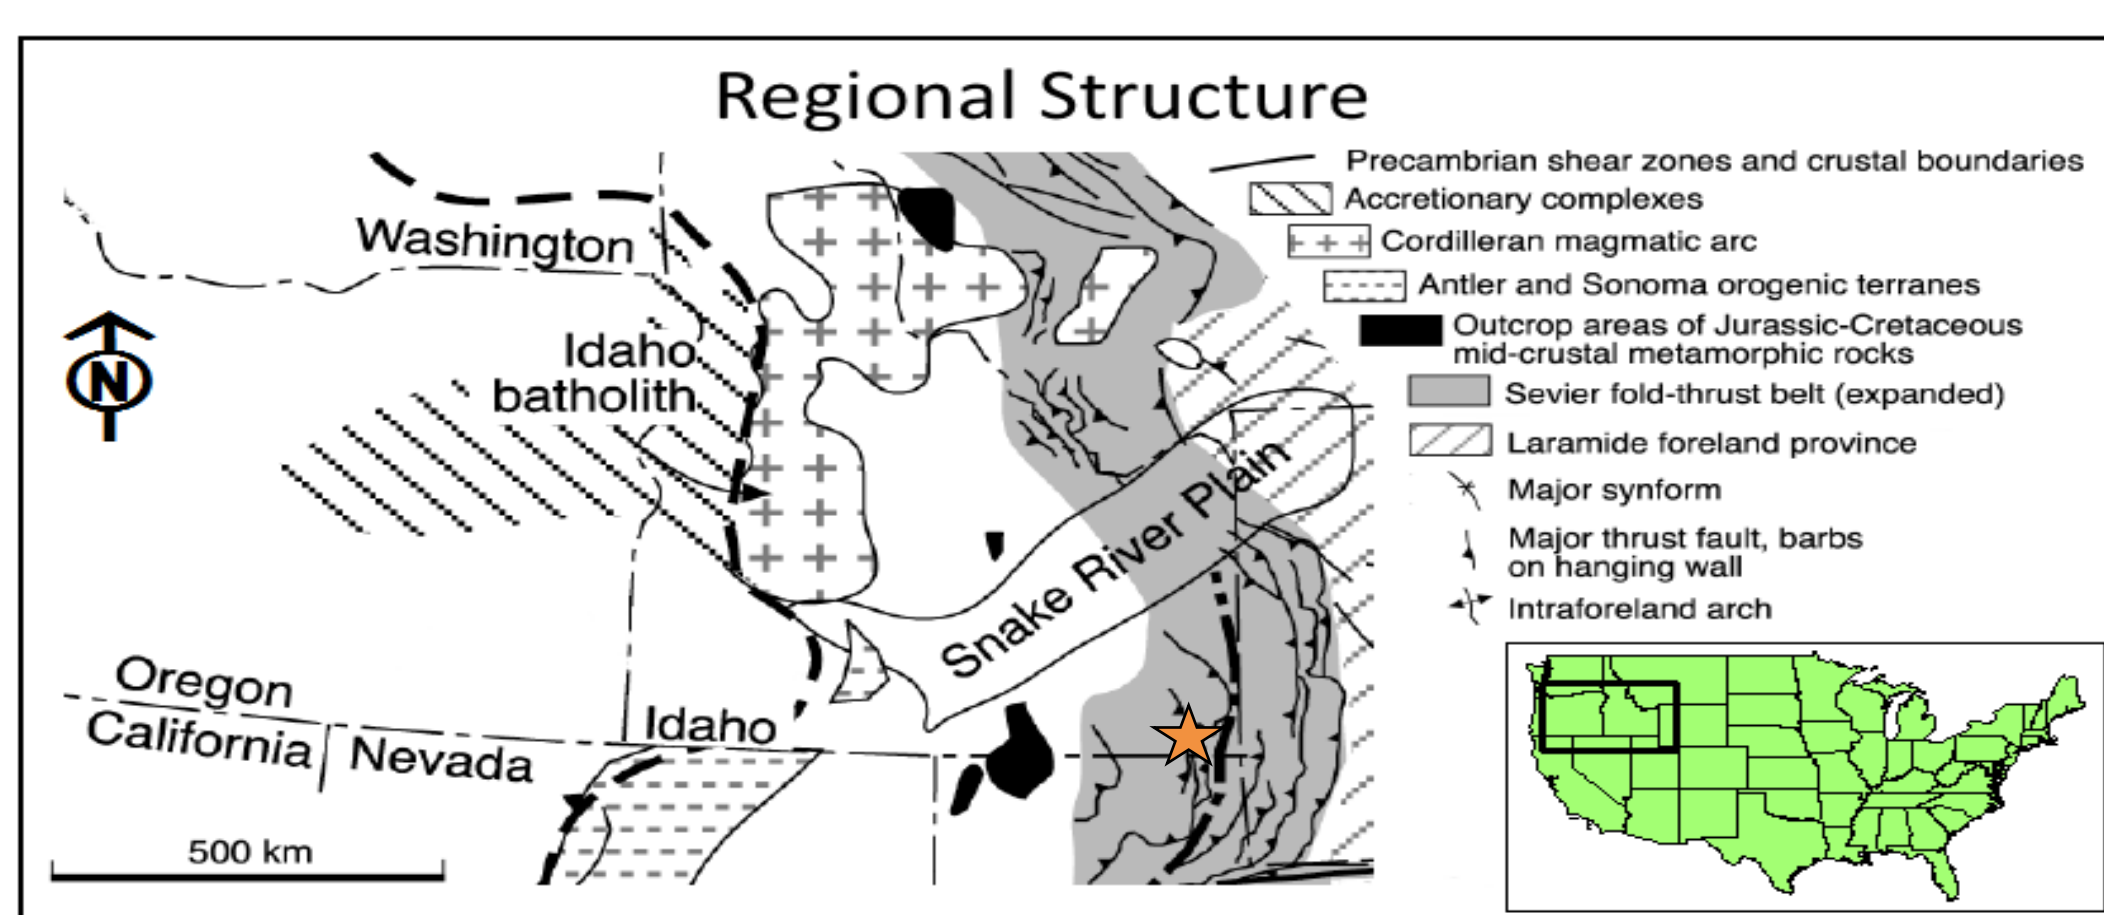 Regional Structure
Precambrian shear zones and crustal boundaries
Accretionary complexes
Cordilleran magmatic arc
Antler and Sonoma orogenic terranes
Outcrop areas of Jurassic-Cretaceous
mid-crustal metamorphic rocks
Sevier fold-thrust belt (expanded)
Laramide foreland province
Major synform
Major thrust fault, barbs
on hanging wall
Intraforeland arch
Washington
N
Idaho
batholith
Snake River Plain
Oregon
California
Nevada
Idaho
500 km